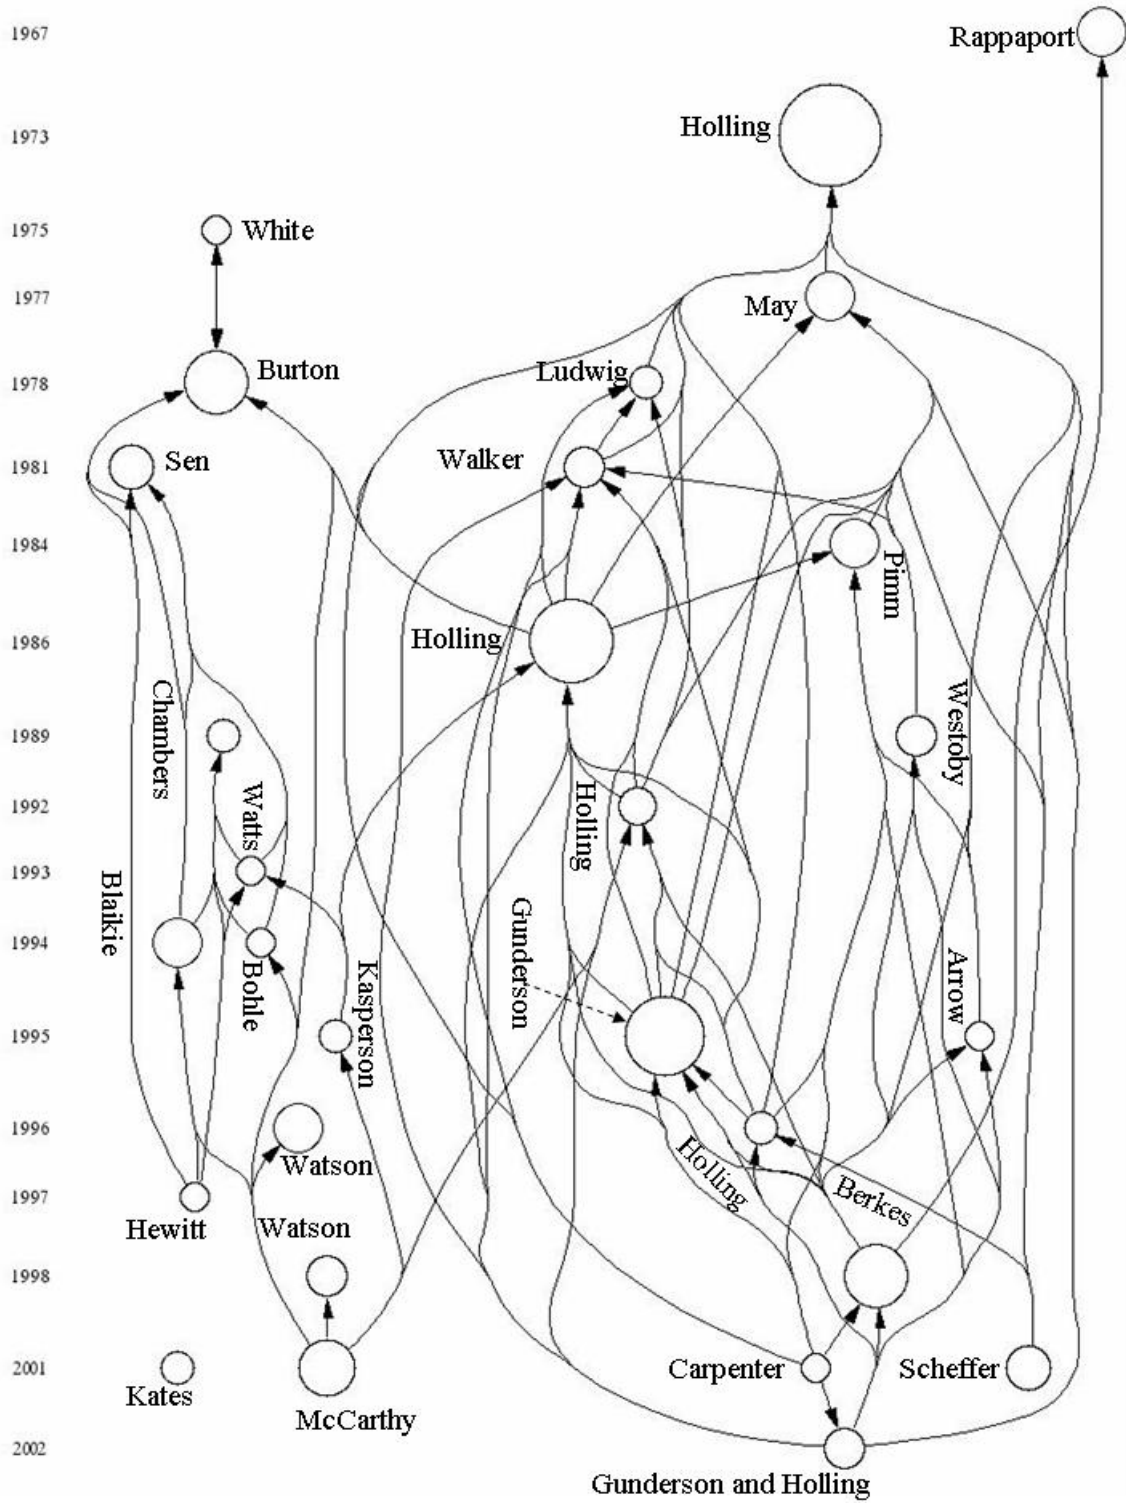 1967
Rappaport
1973
Holling
1975
White
1977
May
1978
Burton
Ludwig
1981
Sen
Walker
1984
Pimm
1986
Holling
Chambers
Westoby
1989
Watts
Holling
1992
1993
Blaikie
Gunderson
1994
Bohle
Kasperson
Arrow
1995
1996
Watson
Holling
Berkes
1997
Hewitt
Watson
1998
2001
Kates
McCarthy
Carpenter
Scheffer
2002
Gunderson and Holling